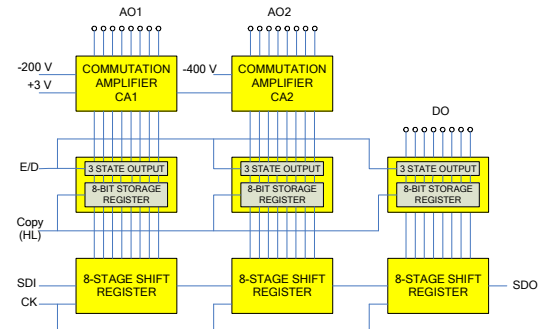 AO1
AO2
-200 V
+3 V
COMMUTATION
AMPLIFIER
CA1
-400 V
COMMUTATION
AMPLIFIER
CA2
DO
E/D
3 STATE OUTPUT
8-BIT STORAGE
REGISTER
3 STATE OUTPUT
8-BIT STORAGE
REGISTER
3 STATE OUTPUT
8-BIT STORAGE
REGISTER
Copy
(HL)
SDI
CK
8-STAGE SHIFT
REGISTER
8-STAGE SHIFT
REGISTER
8-STAGE SHIFT
REGISTER
SDO